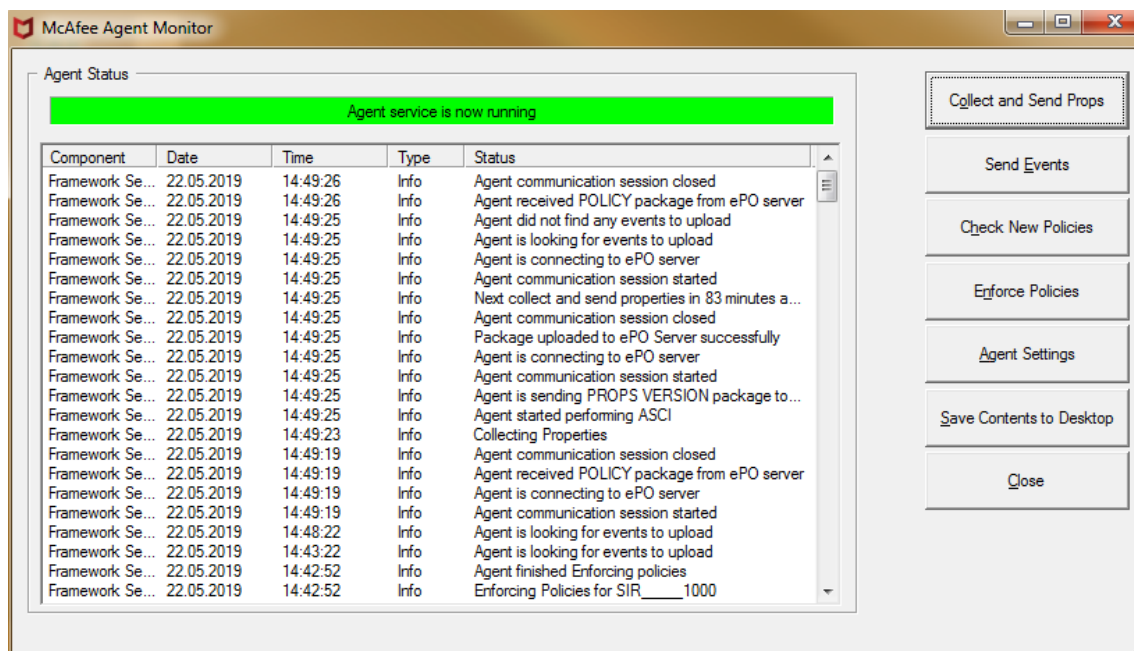 McAfee Agent Monitor
Agent Status
Agent service is now running
Component Date Time Type Status
Framework Se... 22.05.2019 14:49:26 Info Agent communication session closed
Framework Se... 22.05.2019 14:49:26 Info Agent received POLICY package from ePO server
Framework Se... 22.05.2019 14:49:25 Info Agent did not find any events to upload
Framework Se... 22.05.2019 14:49:25 Info Agent is looking for events to upload
Framework Se... 22.05.2019 14:49:25 Info Agent is connecting to ePO server
Framework Se... 22.05.2019 14:49:25 Info Agent communication session started
Framework Se... 22.05.2019 14:49:25 Info Next collect and send properties in 83 minutes a...
Framework Se... 22.05.2019 14:49:25 Info Agent communication session closed
Framework Se... 22.05.2019 14:49:25 Info Package uploaded to ePO Server successfully
Framework Se... 22.05.2019 14:49:25 Info Agent is connecting to ePO server
Framework Se... 22.05.2019 14:49:25 Info Agent communication session started
Framework Se... 22.05.2019 14:49:25 Info Agent is sending PROPS VERSION package to...
Framework Se... 22.05.2019 14:49:25 Info Agent started performing ASCI
Framework Se... 22.05.2019 14:49:23 Info Collecting Properties
Framework Se... 22.05.2019 14:49:19 Info Agent communication session closed
Framework Se... 22.05.2019 14:49:19 Info Agent received POLICY package from ePO server
Framework Se... 22.05.2019 14:49:19 Info Agent is connecting to ePO server
Framework Se... 22.05.2019 14:49:19 Info Agent communication session started
Framework Se... 22.05.2019 14:48:22 Info Agent is looking for events to upload
Framework Se... 22.05.2019 14:43:22 Info Agent is looking for events to upload
Framework Se... 22.05.2019 14:42:52 Info Agent finished Enforcing policies
Framework Se... 22.05.2019 14:42:52 Info Enforcing Policies for SIR_____1000
Collect and Send Props
Send Events
Check New Policies
Enforce Policies
Agent Settings
Save Contents to Desktop
Close